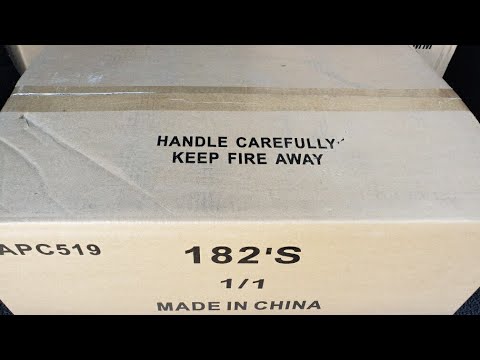 HANDLE CAREFULLY
KEEP FIRE AWAY
APC519
182'S
1/1
MADE IN CHINA